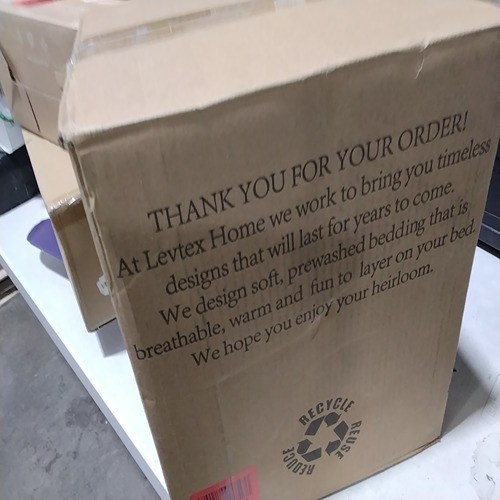 THANK YOU FOR YOUR ORDER!
At Levtex Home we work to bring you timeless
designs that will last for years to come.
We design soft, prewashed bedding that is
breathable, warm and fun to layer on your bed.
We hope you enjoy your heirloom.
RECYCLE
REUSE
REDUCE